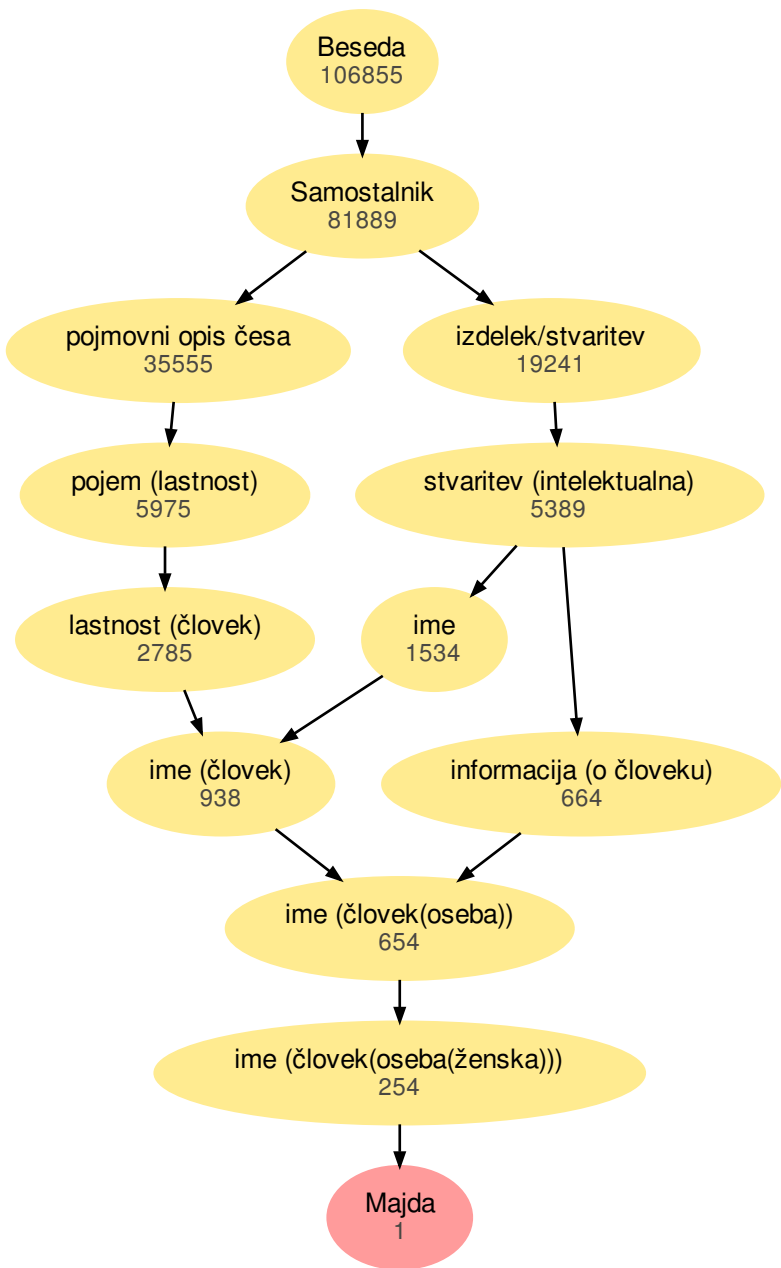 Beseda
106855
Samostalnik
81889
pojmovni opis česa
35555
izdelek/stvaritev
19241
pojem (lastnost)
5975
stvaritev (intelektualna)
5389
lastnost (človek)
2785
ime
1534
ime (človek)
938
informacija (o človeku)
664
ime (človek(oseba))
654
ime (človek(oseba(ženska)))
254
Majda
1